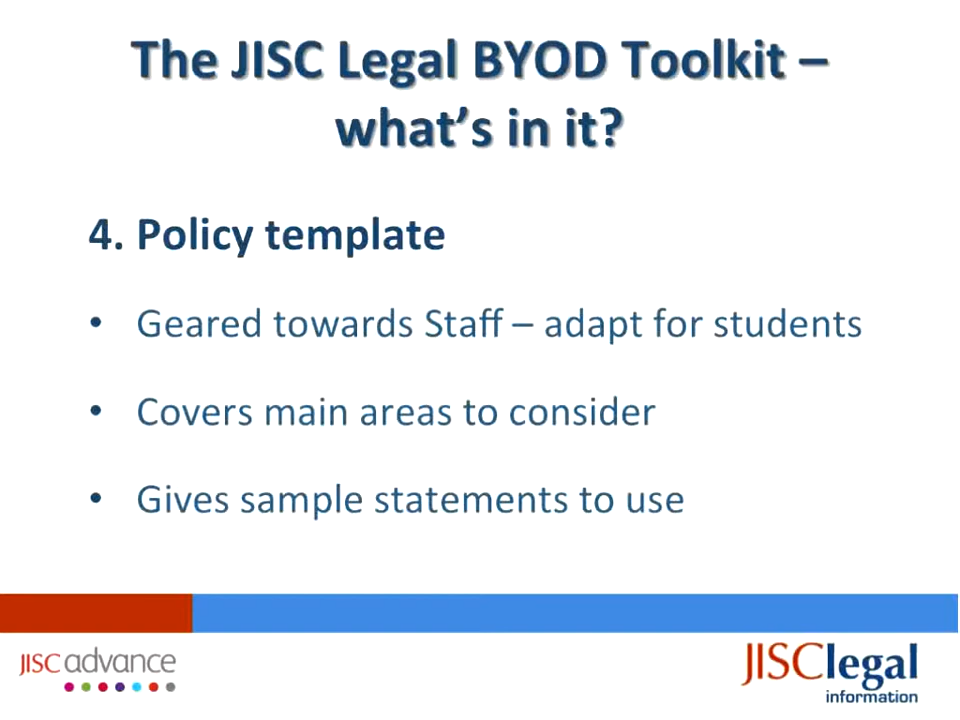 The JISC Legal BYOD Toolkit –
what’s in it?
4. Policy template
• Geared towards Staff – adapt for students
• Covers main areas to consider
• Gives sample statements to use
JISC advance
JISClegal
information